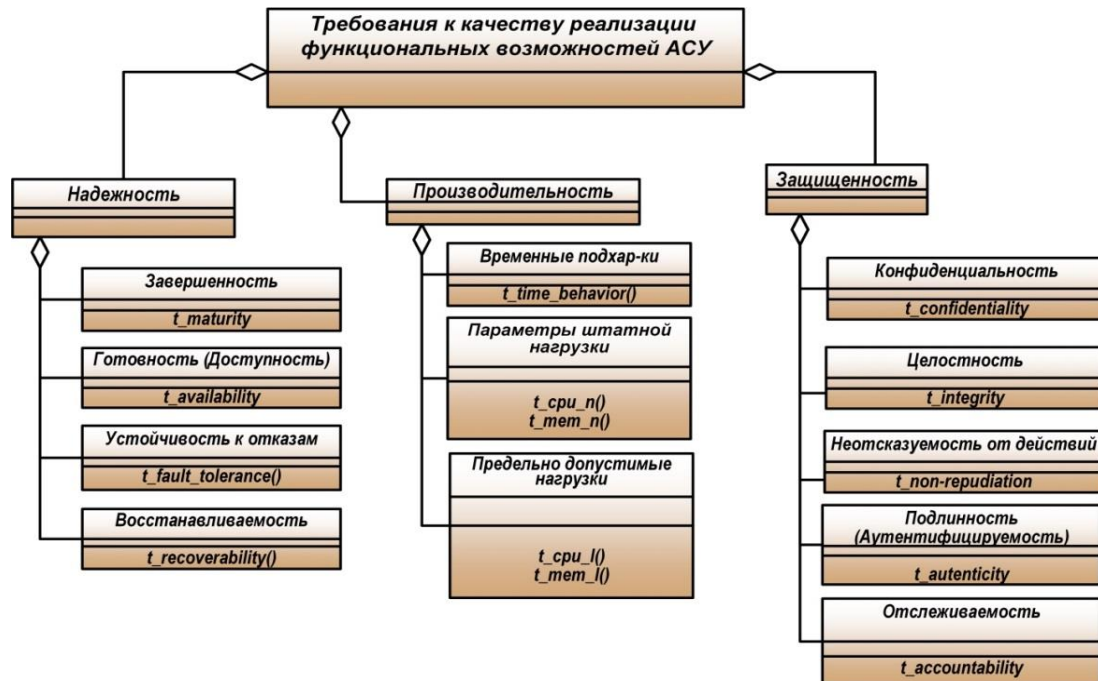 Требования к качеству реализации
функциональных возможностей АСУ
Надежность
Завершенность
t_maturity
Готовность (Доступность)
t_availability
Устойчивость к отказам
t_fault_tolerance()
Восстанавливаемость
t_recoverability()
Производительность
Временные подхар-ки
t_time_behavior()
Параметры штатной
нагрузки
t_cpu_n()
t_mem_n()
Предельно допустимые
нагрузки
t_cpu_l()
t_mem_l()
Защищенность
Конфиденциальность
t_confidentiality
Целостность
t_integrity
Неотсказуемость от действий
t_non-repudiation
Подлинность
(Аутентифицируемость)
t_autenticity
Отслеживаемость
t_accountability